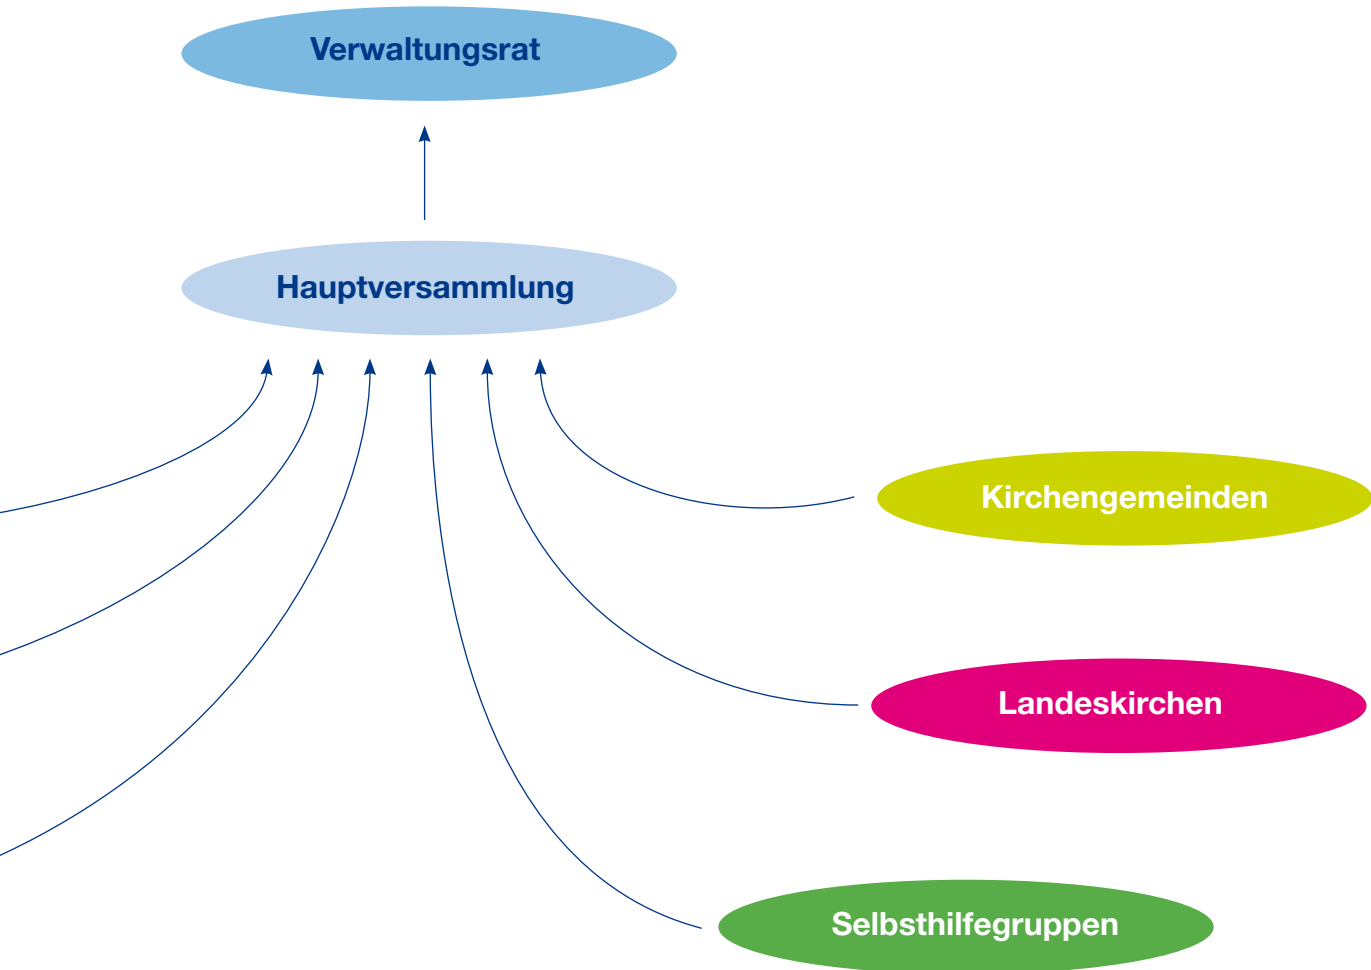 Verwaltungsrat
Hauptversammlung
Kirchengemeinden
Landeskirchen
Selbsthilfegruppen